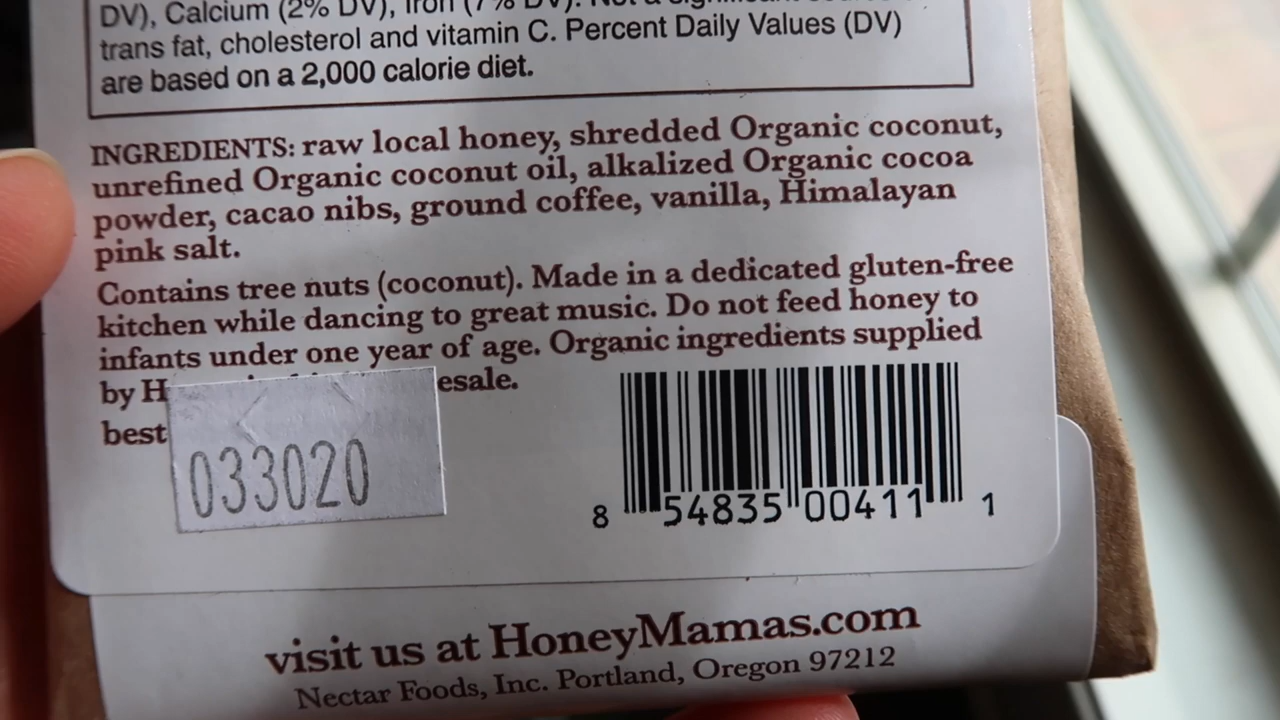 DV), Calcium (2% DV), Iron (7% DV). Not a significant source of
trans fat, cholesterol and vitamin C. Percent Daily Values (DV)
are based on a 2,000 calorie diet.
INGREDIENTS: raw local honey, shredded Organic coconut,
unrefined Organic coconut oil, alkalized Organic cocoa
powder, cacao nibs, ground coffee, vanilla, Himalayan
pink salt.
Contains tree nuts (coconut). Made in a dedicated gluten-free
kitchen while dancing to great music. Do not feed honey to
infants under one year of age. Organic ingredients supplied
by H esale.
best
033020
8 54835 00411 1
visit us at HoneyMamas.com
Nectar Foods, Inc. Portland, Oregon 97212